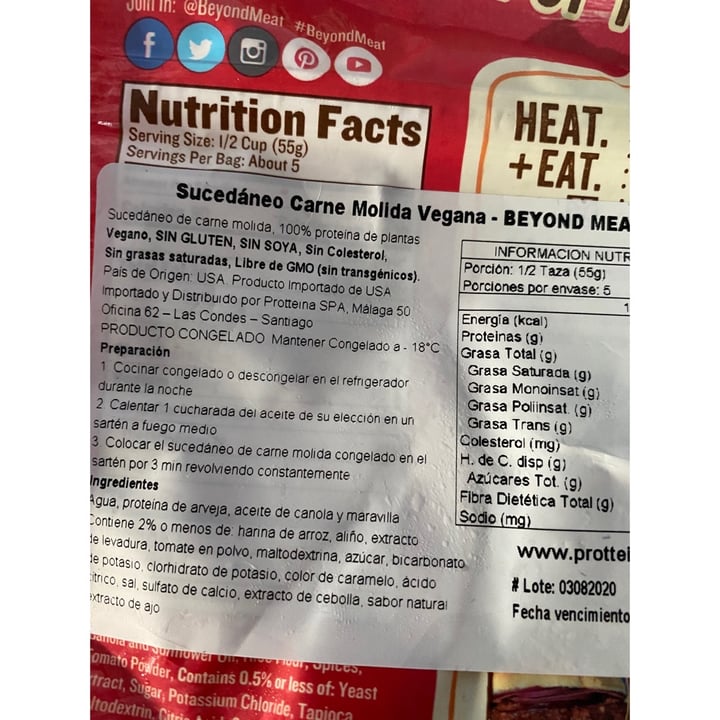 Join in: @BeyondMeat #BeyondMeat
Nutrition Facts
Serving Size: 1/2 Cup (55g)
Servings Per Bag: About 5
HEAT.
+EAT.
Sucedáneo Carne Molida Vegana - BEYOND MEA
Sucedáneo de carne molida, 100% proteína de plantas
Vegano, SIN GLUTEN, SIN SOYA, Sin Colesterol,
Sin grasas saturadas, Libre de GMO (sin transgénicos).
País de Origen: USA. Producto Importado de USA
Importado y Distribuido por Protteina SPA, Málaga 50
Oficina 62 – Las Condes – Santiago
PRODUCTO CONGELADO Mantener Congelado a - 18°C
Preparación
1 Cocinar congelado o descongelar en el refrigerador
durante la noche
2 Calentar 1 cucharada del aceite de su elección en un
sartén a fuego medio
3 Colocar el sucedáneo de carne molida congelado en el
sartén por 3 min revolviendo constantemente
Ingredientes
Agua, proteína de arveja, aceite de canola y maravilla
Contiene 2% o menos de: harina de arroz, aliño, extracto
de levadura, tomate en polvo, maltodextrina, azúcar, bicarbonato
de potasio, clorhidrato de potasio, color de caramelo, ácido
cítrico, sal, sulfato de calcio, extracto de cebolla, sabor natural
extracto de ajo
INFORMACION NUTR
Porción: 1/2 Taza (55g)
Porciones por envase: 5
1
Energía (kcal)
Proteinas (g)
Grasa Total (g)
Grasa Saturada (g)
Grasa Monoinsat (g)
Grasa Poliinsat. (g)
Grasa Trans (g)
Colesterol (mg)
H. de C. disp (g)
Azúcares Tot. (g)
Fibra Dietética Total (g)
Sodio (mg)
www.prottei
# Lote: 03082020
Fecha vencimiento
Spices,
Tomato Powder, Contains 0.5% or less of: Yeast
Extract, Sugar, Potassium Chloride, Tapioca